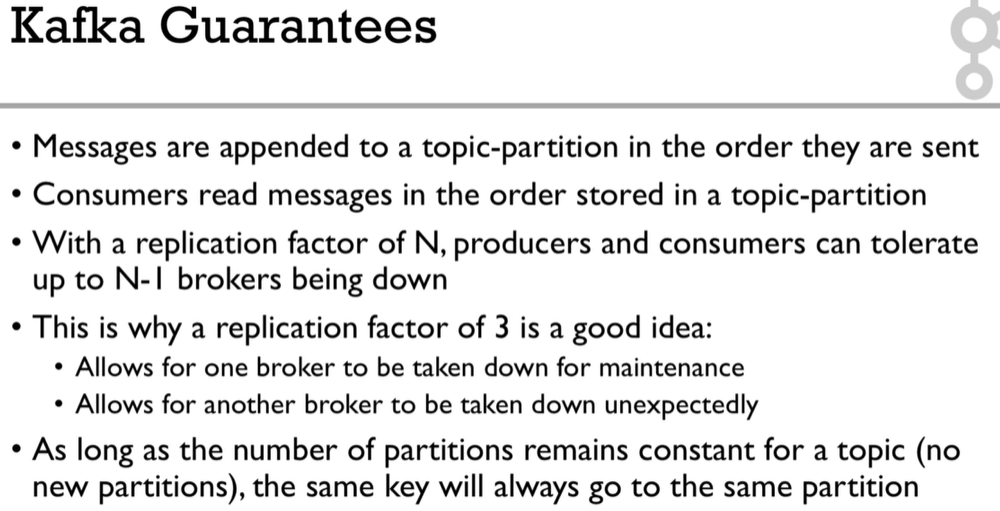 Kafka Guarantees
• Messages are appended to a topic-partition in the order they are sent
• Consumers read messages in the order stored in a topic-partition
• With a replication factor of N, producers and consumers can tolerate
up to N-1 brokers being down
• This is why a replication factor of 3 is a good idea:
• Allows for one broker to be taken down for maintenance
• Allows for another broker to be taken down unexpectedly
• As long as the number of partitions remains constant for a topic (no
new partitions), the same key will always go to the same partition